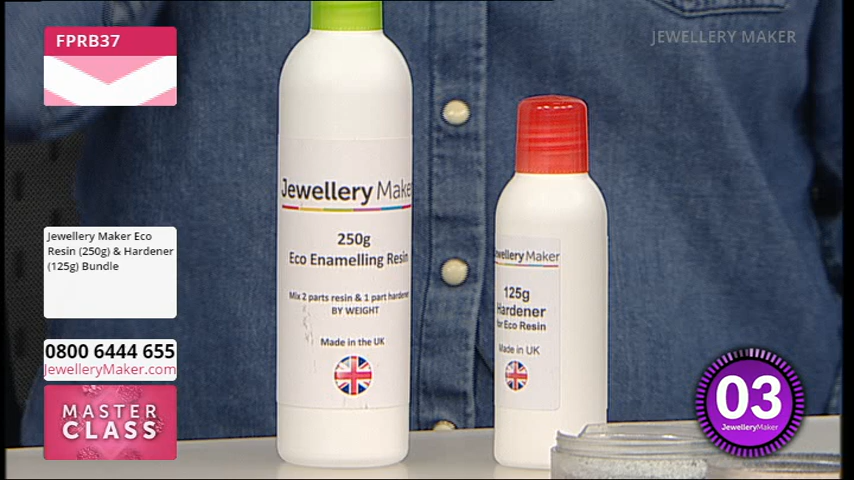 FPRB37
JEWELLERY MAKER
Jewellery Maker
250g
Eco Enamelling Resin
Mix 2 parts resin & 1 part hardener
BY WEIGHT
Made in the UK
JewelleryMaker
125g
Hardener
for Eco Resin
Made in UK
Jewellery Maker Eco
Resin (250g) & Hardener
(125g) Bundle
0800 6444 655
JewelleryMaker.com
MASTER
CLASS
03
JewelleryMaker